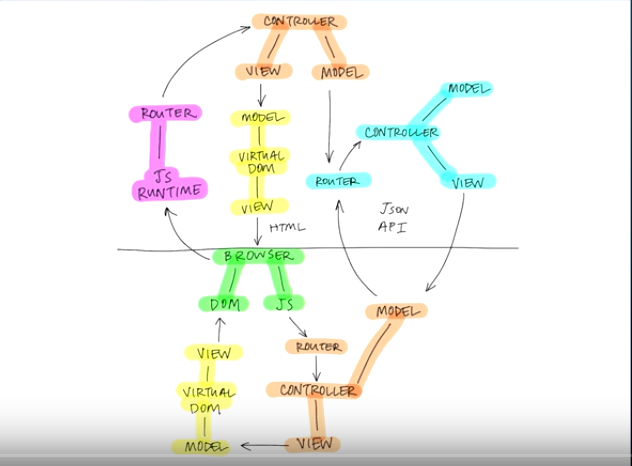 CONTROLLER
VIEW
MODEL
MODEL
ROUTER
MODEL
CONTROLLER
VIRTUAL
DOM
JS
RUNTIME
ROUTER
VIEW
VIEW
JSON
API
HTML
BROWSER
DOM
JS
MODEL
ROUTER
VIEW
CONTROLLER
VIRTUAL
DOM
MODEL
VIEW